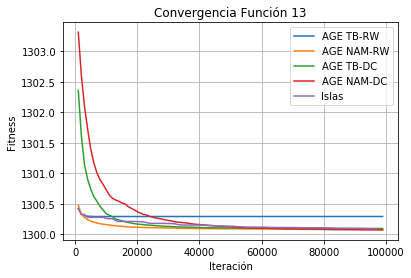 Convergencia Función 13
Fitness
1303.0
1302.5
1302.0
1301.5
1301.0
1300.5
1300.0
AGE TB-RW
AGE NAM-RW
AGE TB-DC
AGE NAM-DC
Islas
0 20000 40000 60000 80000 100000
Iteración